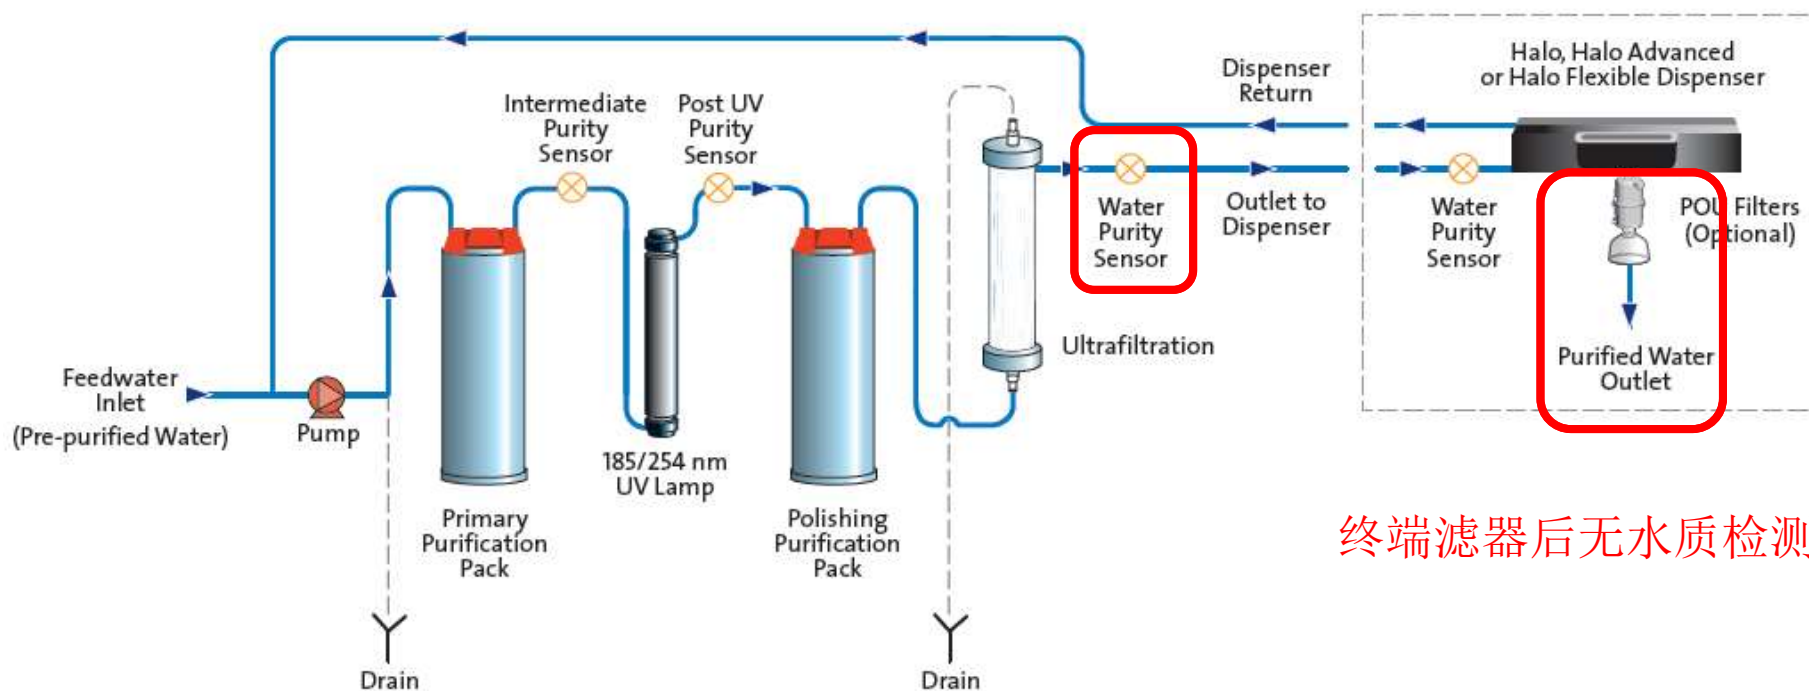 Halo, Halo Advanced
or Halo Flexible Dispenser
Dispenser
Return
Intermediate
Purity
Sensor
Post UV
Purity
Sensor
Water
Purity
Sensor
Outlet to
Dispenser
Water
Purity
Sensor
POU Filters
(Optional)
Ultrafiltration
Purified Water
Outlet
Feedwater
Inlet
(Pre-purified Water)
Pump
185/254 nm
UV Lamp
Primary
Purification
Pack
Polishing
Purification
Pack
终端滤器后无水质检测
Drain
Drain